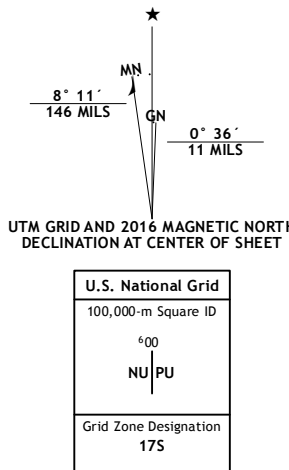 MN
8° 11´
146 MILS
GN
0° 36´
11 MILS
UTM GRID AND 2016 MAGNETIC NORTH
DECLINATION AT CENTER OF SHEET
U.S. National Grid
100,000-m Square ID
⁶00
NU PU
Grid Zone Designation
17S